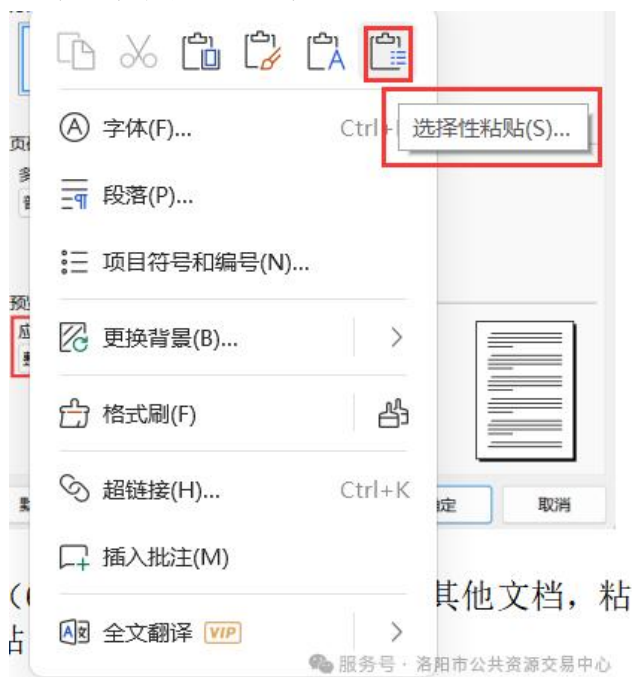 选择性粘贴(S)...
字体(F)...
段落(P)...
项目符号和编号(N)...
更换背景(B)...
格式刷(F)
超链接(H)... Ctrl+K
取消
插入批注(M)
其他文档，粘
全文翻译 VIP
服务号 · 洛阳市公共资源交易中心